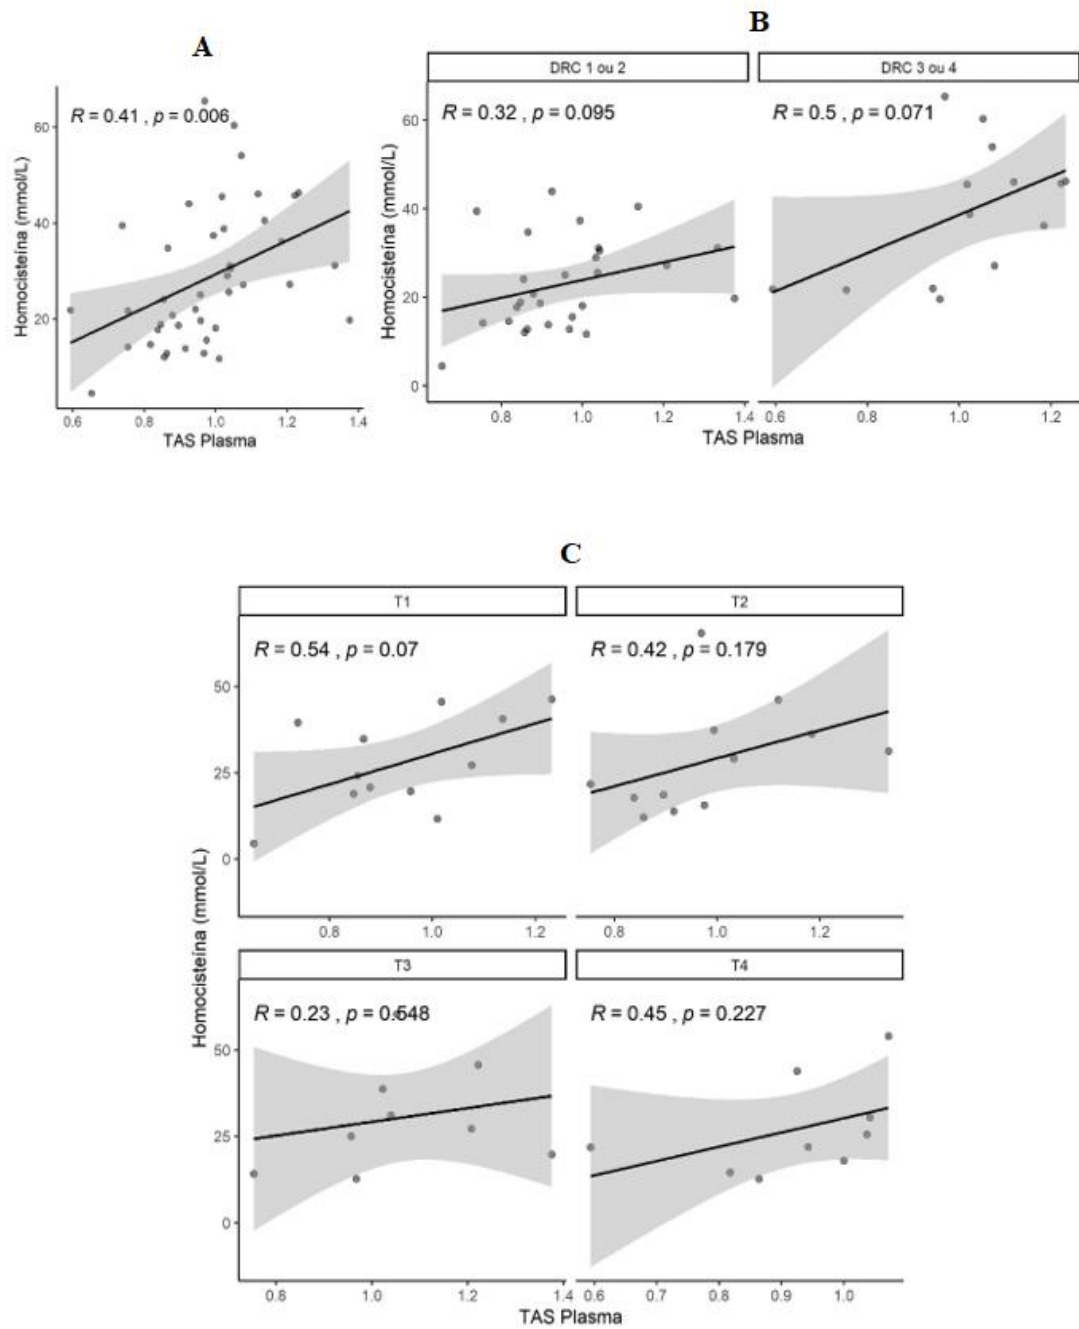 A
R = 0.41 , p = 0.006
Homocisteína (mmol/L)
60
40
20
0.6 0.8 1.0 1.2 1.4
TAS Plasma
B
DRC 1 ou 2 DRC 3 ou 4
R = 0.32 , p = 0.095 R = 0.5 , p = 0.071
Homocisteína (mmol/L)
60
40
20
0
0.8 1.0 1.2 1.4 0.6 0.8 1.0 1.2
TAS Plasma
C
T1 T2
R = 0.54 , p = 0.07 R = 0.42 , p = 0.179
50
25
0
0.8 1.0 1.2 0.8 1.0 1.2
Homocisteína (mmol/L)
T3 T4
R = 0.23 , p = 0.548 R = 0.45 , p = 0.227
50
25
0
0.8 1.0 1.2 1.4 0.6 0.7 0.8 0.9 1.0
TAS Plasma